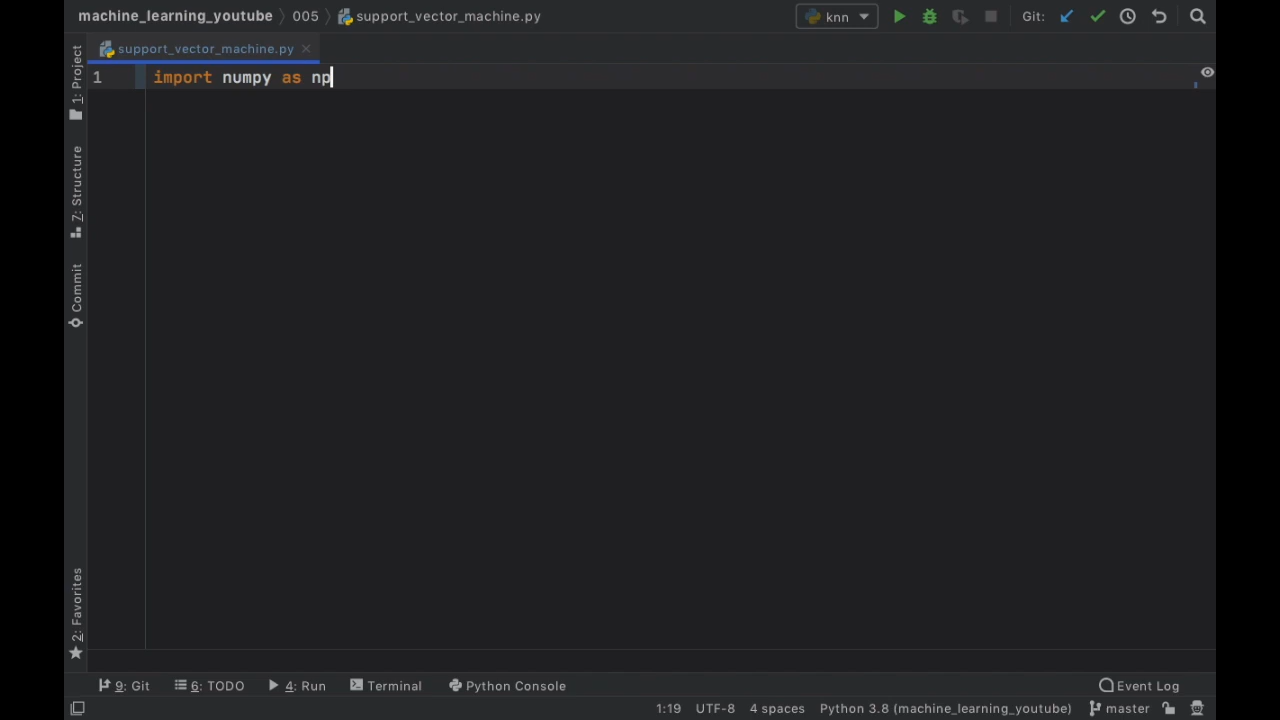 machine_learning_youtube 005 support_vector_machine.py knn Git:
support_vector_machine.py
1 import numpy as np
1: Project
7: Structure
Commit
2: Favorites
9: Git 6: TODO 4: Run Terminal Python Console Event Log
1:19 UTF-8 4 spaces Python 3.8 (machine_learning_youtube) master